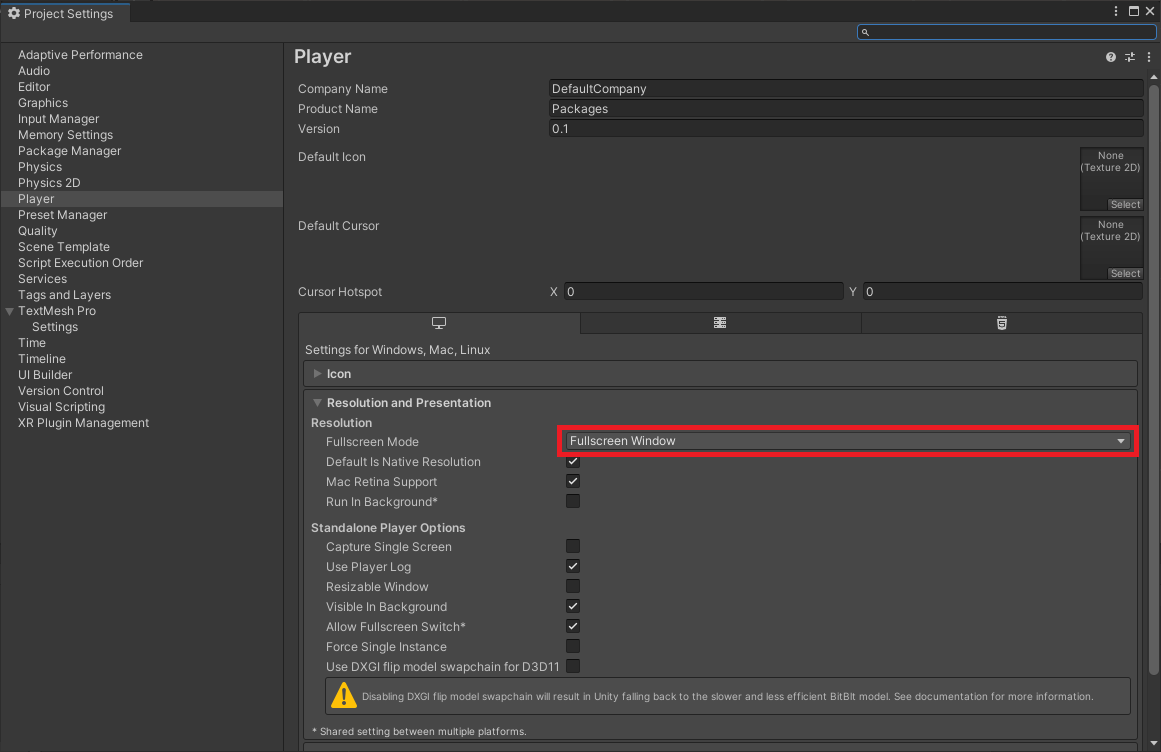 Project Settings
Adaptive Performance
Audio
Editor
Graphics
Input Manager
Memory Settings
Package Manager
Physics
Physics 2D
Player
Preset Manager
Quality
Scene Template
Script Execution Order
Services
Tags and Layers
TextMesh Pro
Settings
Time
Timeline
UI Builder
Version Control
Visual Scripting
XR Plugin Management
Player
Company Name DefaultCompany
Product Name Packages
Version 0.1
Default Icon
None
(Texture 2D)
Select
Default Cursor
None
(Texture 2D)
Select
Cursor Hotspot X 0 Y 0
Settings for Windows, Mac, Linux
Icon
Resolution and Presentation
Resolution
Fullscreen Mode Fullscreen Window
Default Is Native Resolution
Mac Retina Support
Run In Background*
Standalone Player Options
Capture Single Screen
Use Player Log
Resizable Window
Visible In Background
Allow Fullscreen Switch*
Force Single Instance
Use DXGI flip model swapchain for D3D11
Disabling DXGI flip model swapchain will result in Unity falling back to the slower and less efficient BitBlt model. See documentation for more information.
* Shared setting between multiple platforms.